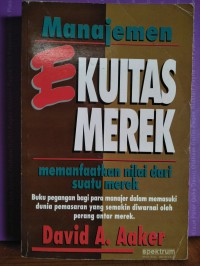 Manajemen
EKUITAS
MEREK
memanfaatkan nilai dari
suatu merek
Buku pegangan bagi para manajer dalam memasuki
dunia pemasaran yang semakin diwarnai oleh
perang antar merek.
David A. Aaker
spektrum